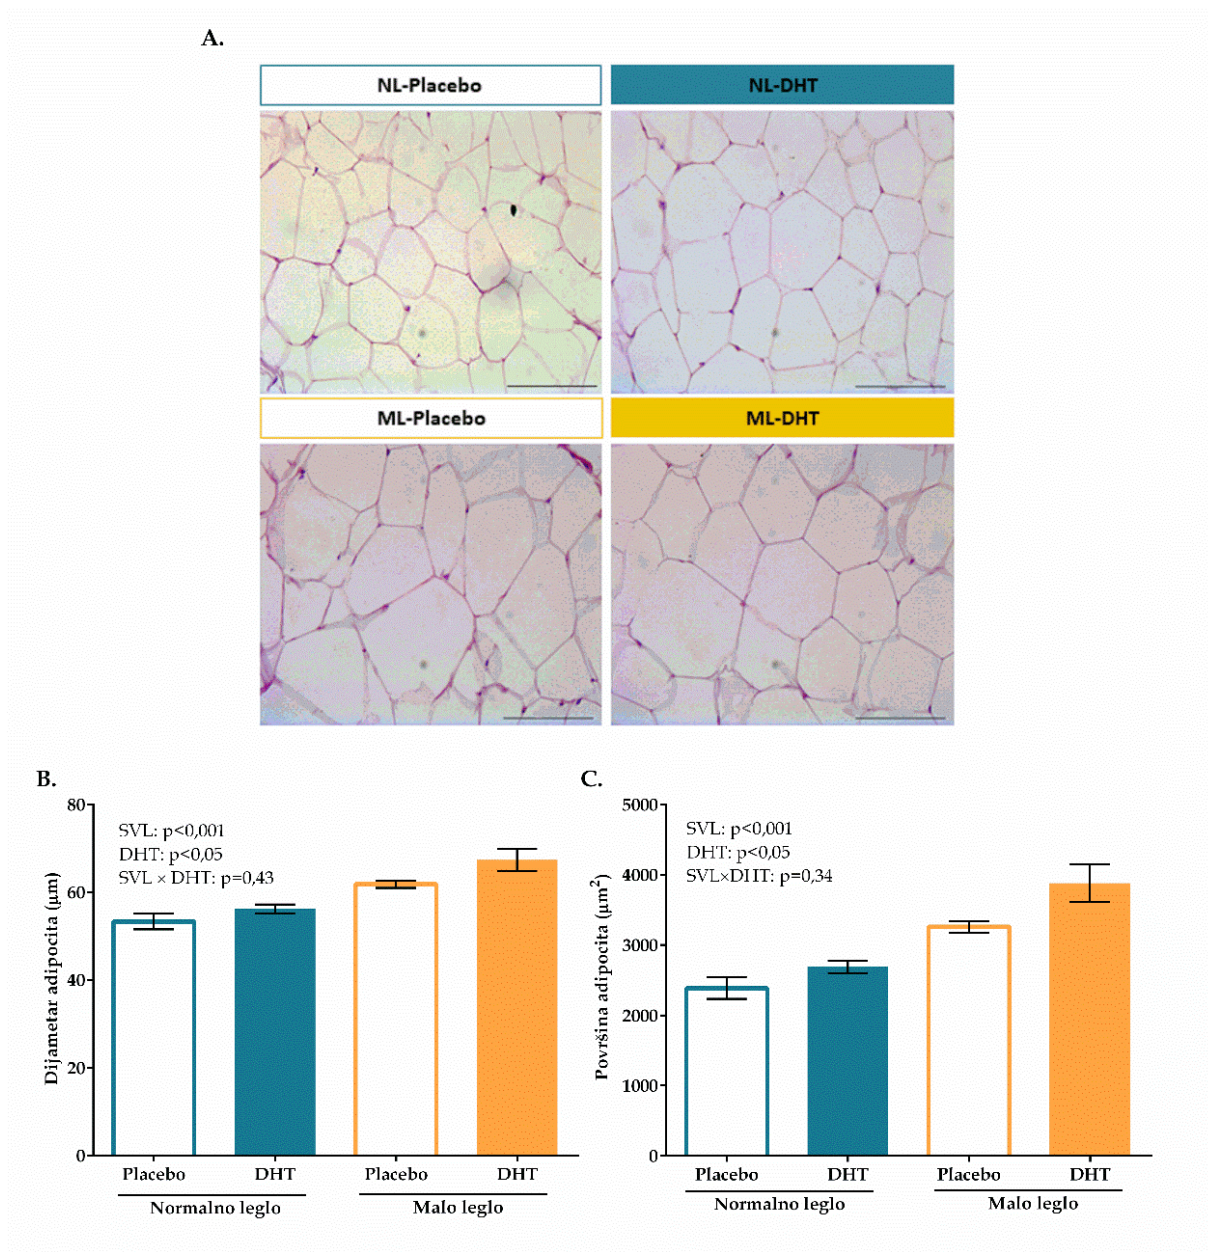 A.
NL-Placebo
NL-DHT
ML-Placebo
ML-DHT
B.
Dijametar adipocita (µm)
80
60
40
20
0
SVL: p<0,001
DHT: p<0,05
SVL × DHT: p=0,43
Placebo
DHT
Placebo
DHT
Normalno leglo
Malo leglo
C.
Površina adipocita (µm²)
5000
4000
3000
2000
1000
0
SVL: p<0,001
DHT: p<0,05
SVL×DHT: p=0,34
Placebo
DHT
Placebo
DHT
Normalno leglo
Malo leglo